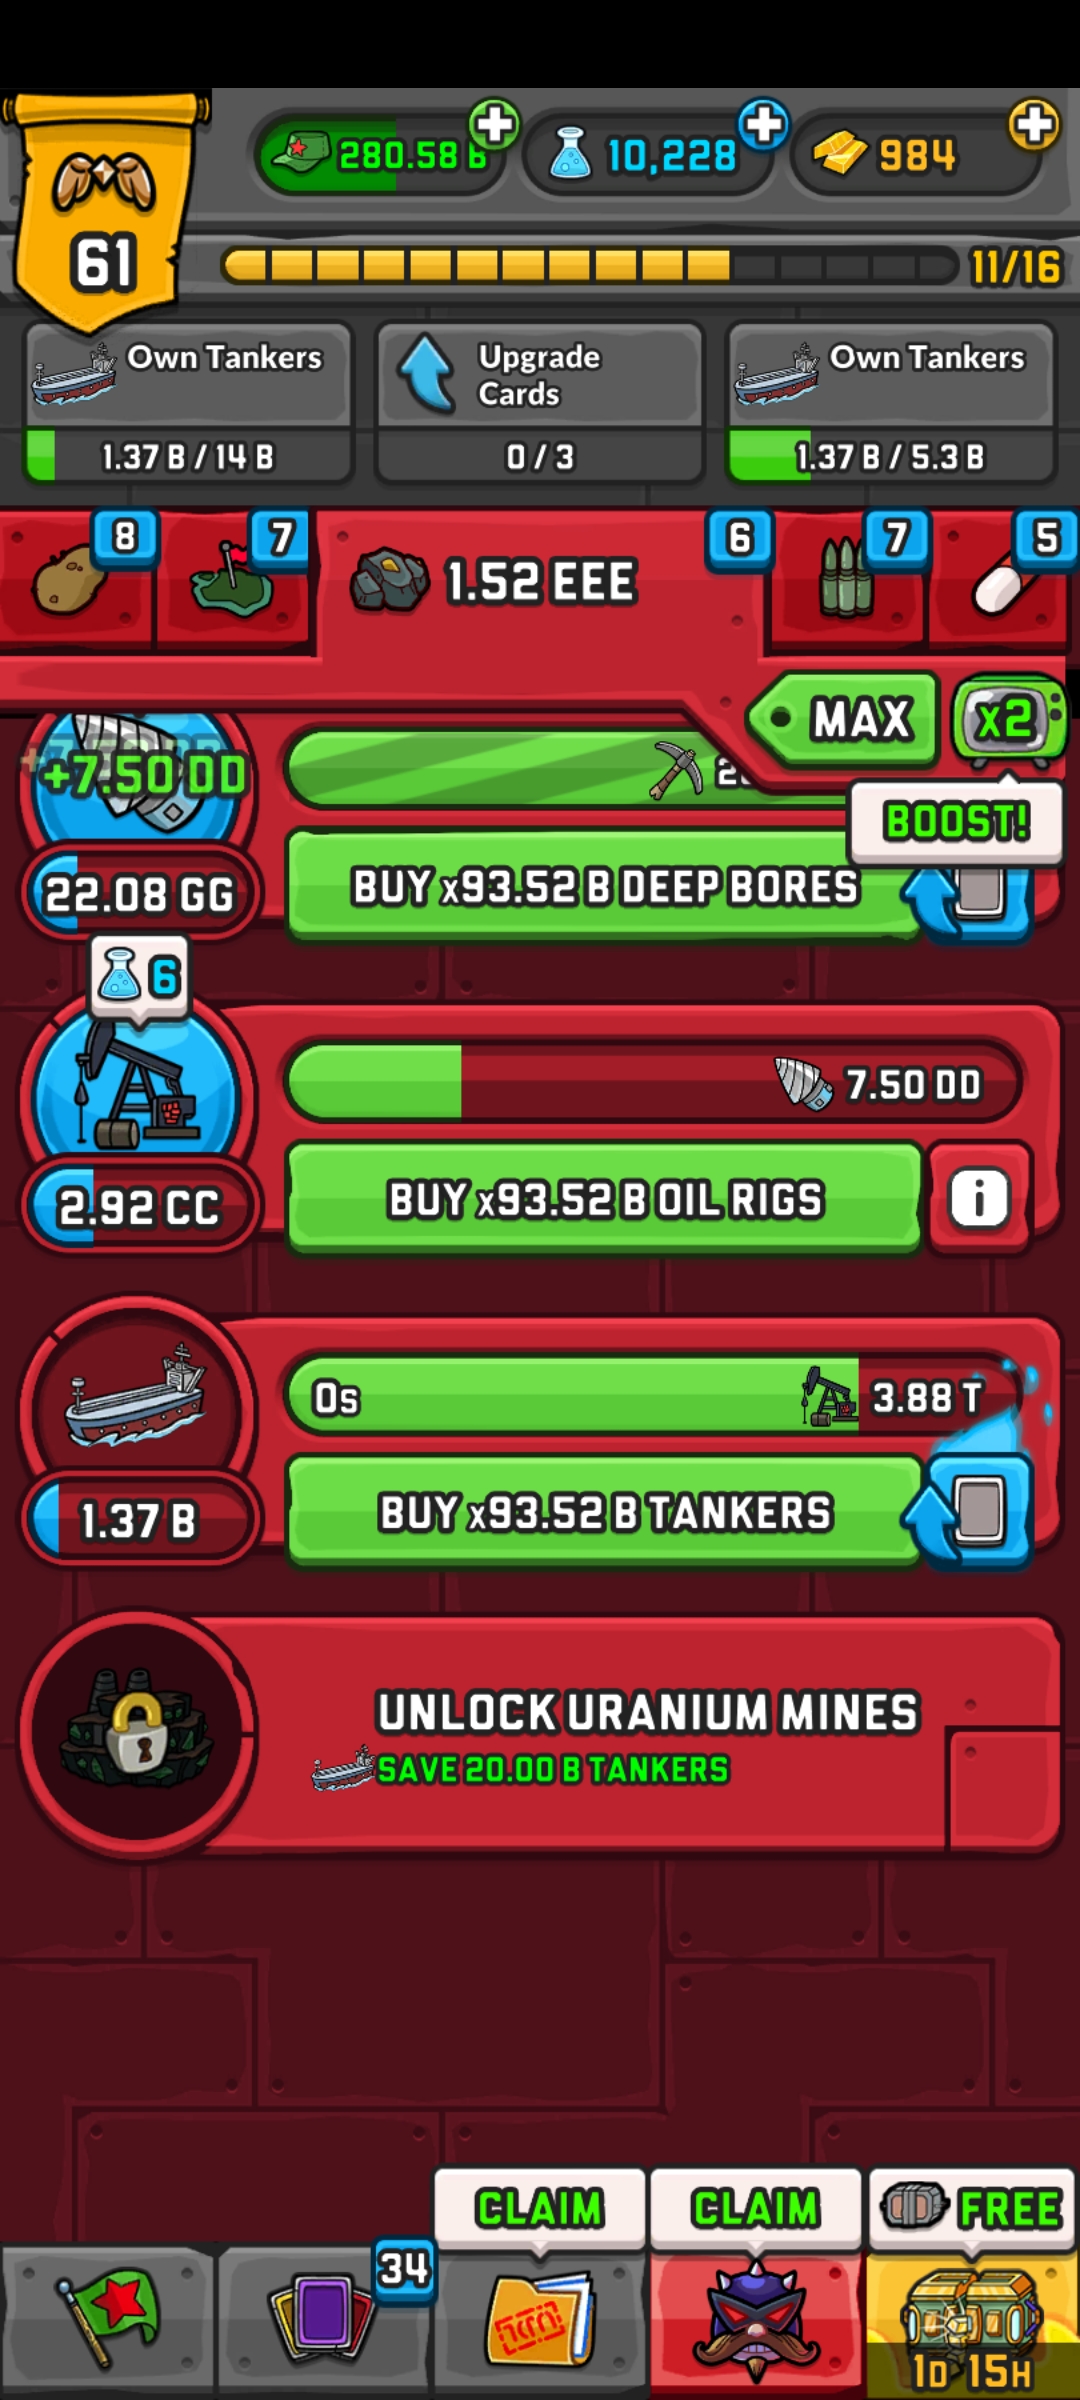 280.58 B
10,228
984
61
11/16
Own Tankers
1.37 B / 14 B
Upgrade
Cards
0 / 3
Own Tankers
1.37 B / 5.3 B
8
7
1.52 EEE
6
7
5
MAX
x2
BOOST!
+7.50 DD
22.08 GG
BUY x93.52 B DEEP BORES
6
7.50 DD
2.92 CC
BUY x93.52 B OIL RIGS
i
0s
3.88 T
1.37 B
BUY x93.52 B TANKERS
UNLOCK URANIUM MINES
SAVE 20.00 B TANKERS
CLAIM
CLAIM
FREE
34
1D 15H